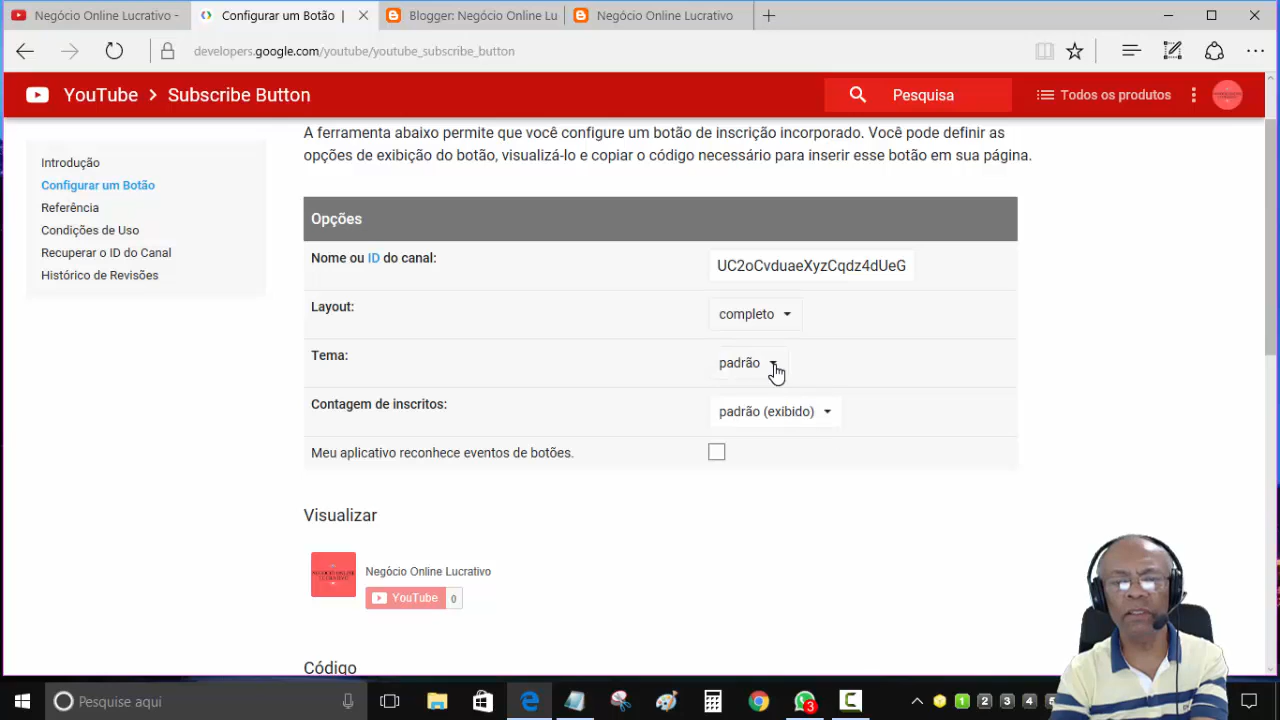 Negócio Online Lucrativo -
Configurar um Botão |
Blogger: Negócio Online Lu
Negócio Online Lucrativo
developers.google.com/youtube/youtube_subscribe_button
YouTube > Subscribe Button
Pesquisa
Todos os produtos
A ferramenta abaixo permite que você configure um botão de inscrição incorporado. Você pode definir as
opções de exibição do botão, visualizá-lo e copiar o código necessário para inserir esse botão em sua página.
Introdução
Configurar um Botão
Referência
Condições de Uso
Recuperar o ID do Canal
Histórico de Revisões
Opções
Nome ou ID do canal:
UC2oCvduaeXyzCqdz4dUeG
Layout:
completo
Tema:
padrão
Contagem de inscritos:
padrão (exibido)
Meu aplicativo reconhece eventos de botões.
Visualizar
Negócio Online Lucrativo
YouTube 0
Código
Pesquise aqui
3
1 2 3 4